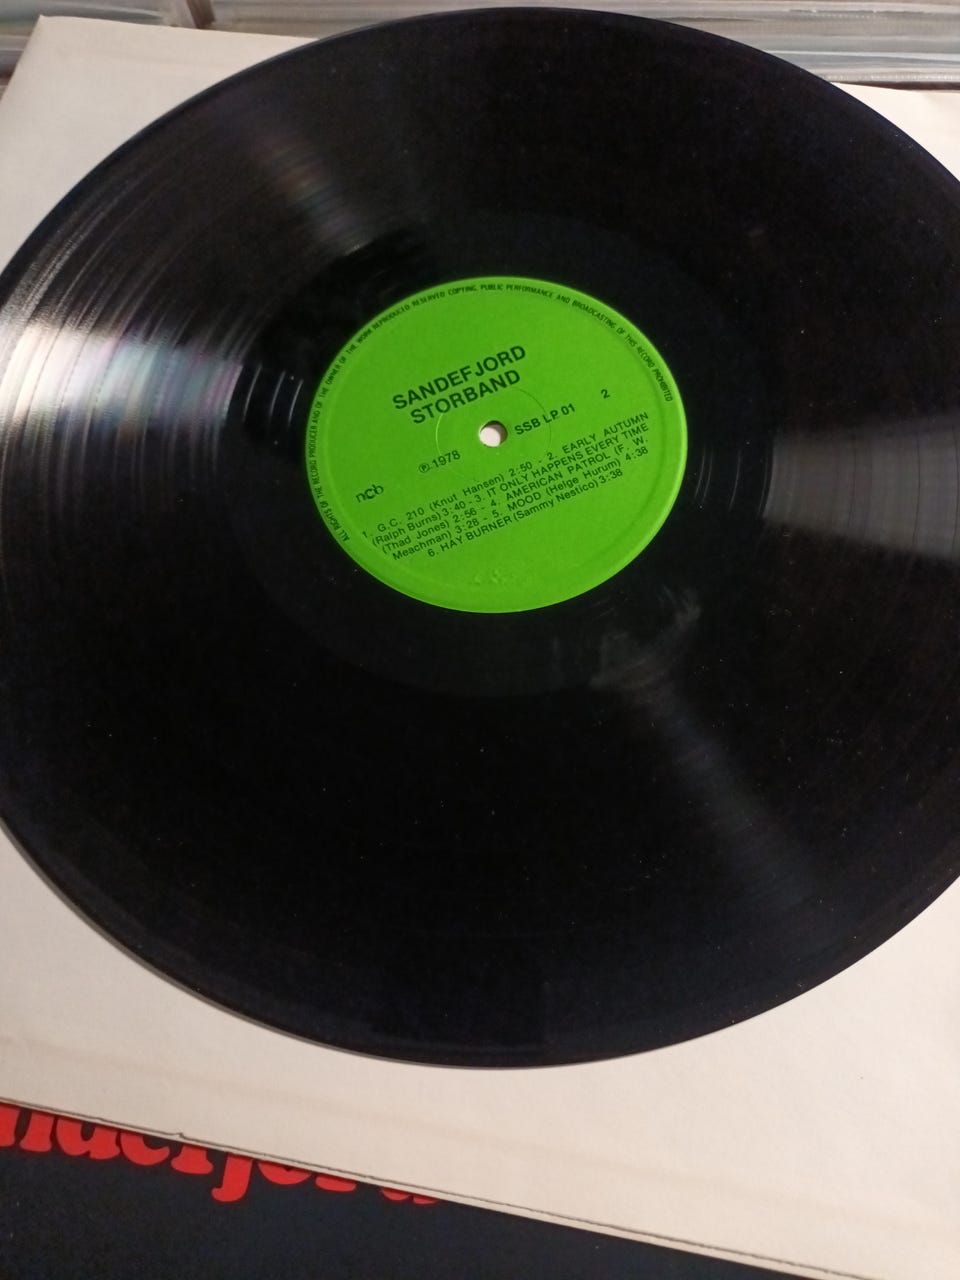 ALL RIGHTS OF THE RECORD PRODUCER AND OF THE OWNER OF THE WORK REPRODUCED RESERVED COPYING, PUBLIC PERFORMANCE AND BROADCASTING OF THIS RECORD PROHIBITED
SANDEFJORD
STORBAND
SSB LP 01 2
Ⓟ 1978
ncb
1. G.C. 210 (Knut Hansen) 2:50 - 2. EARLY AUTUMN
(Ralph Burns) 3:40 - 3. IT ONLY HAPPENS EVERY TIME
(Thad Jones) 2:56 - 4. AMERICAN PATROL (F. W.
Meachman) 3:28 - 5. MOOD (Helge Hurum) 4:38
6. HAY BURNER (Sammy Nestico) 3:38
nderjord